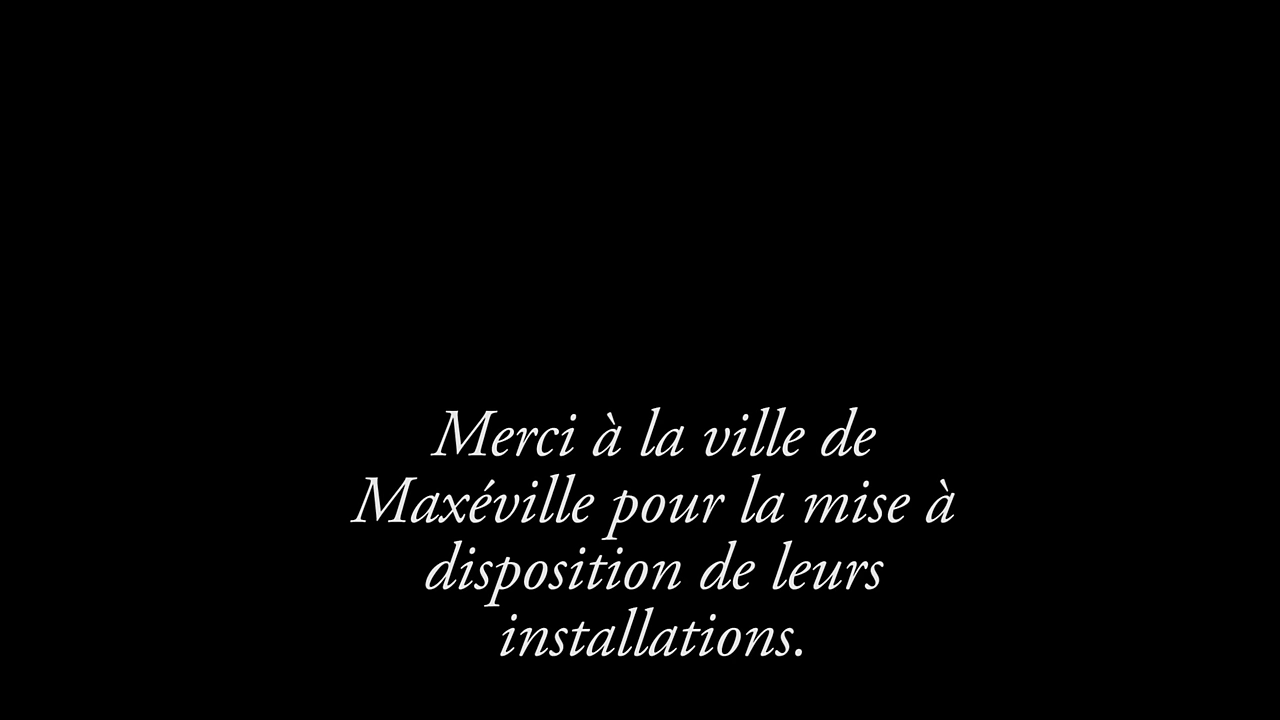 Merci à la ville de
Maxéville pour la mise à
disposition de leurs
installations.